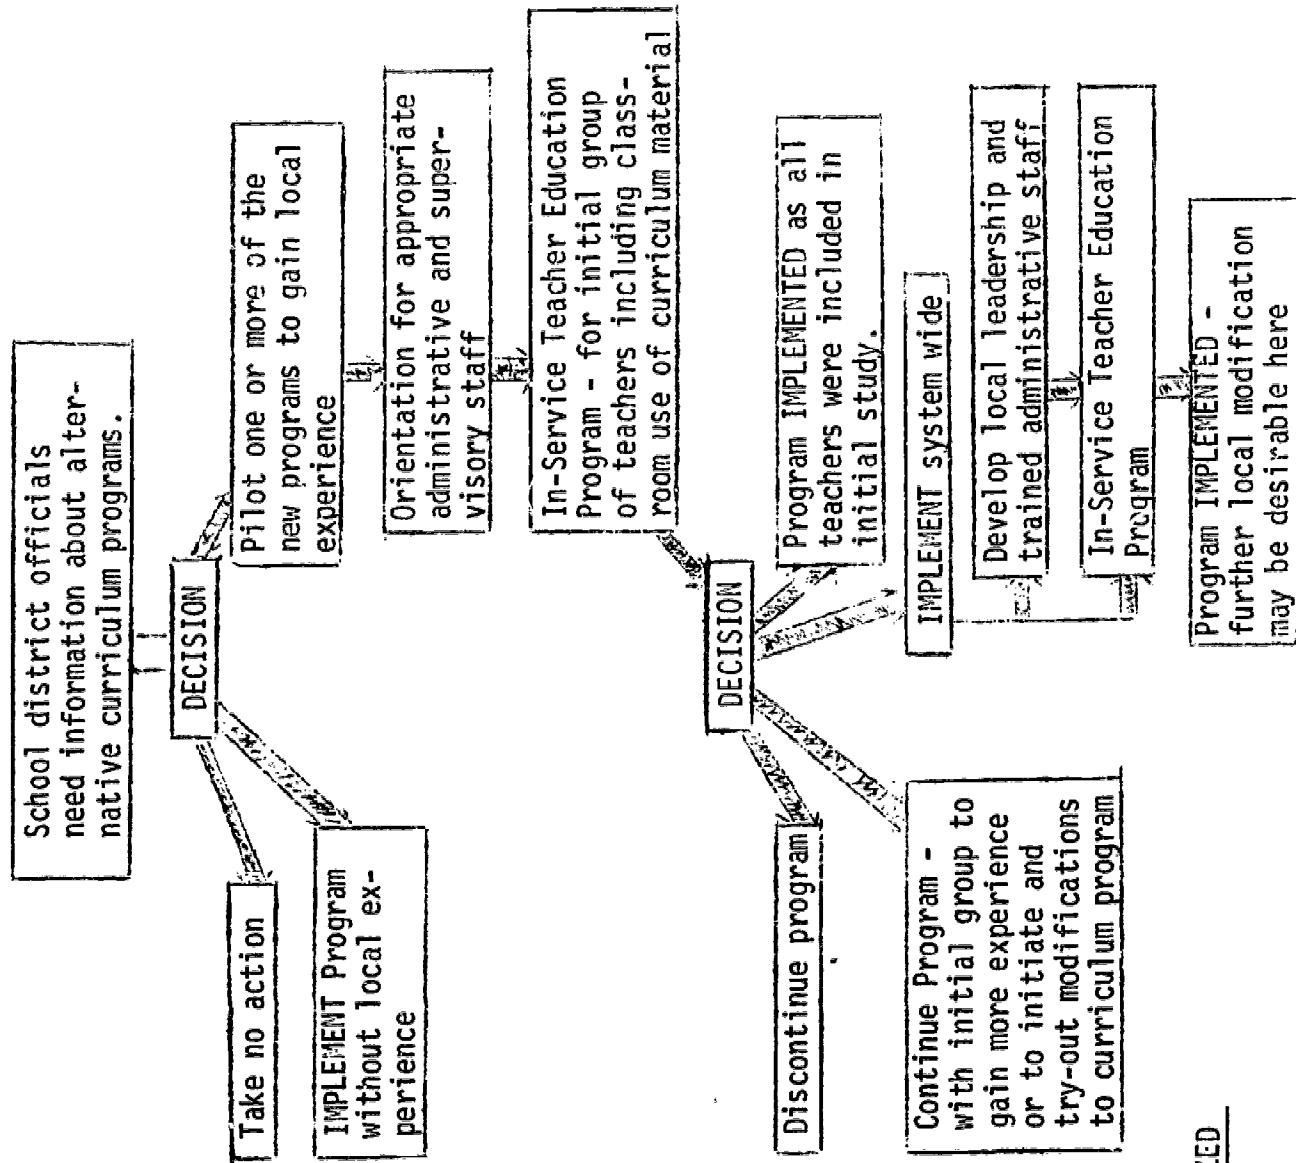 School district officials
need information about alter-
native curriculum programs.
DECISION
Take no action
IMPLEMENT Program
without local ex-
perience
Pilot one or more of the
new programs to gain local
experience
Orientation for appropriate
administrative and super-
visory staff
In-Service Teacher Education
Program - for initial group
of teachers including class-
room use of curriculum material
DECISION
Discontinue program
Continue Program -
with initial group to
gain more experience
or to initiate and
try-out modifications
to curriculum program
Program IMPLEMENTED as all
teachers were included in
initial study.
IMPLEMENT system wide
Develop local leadership and
trained administrative staff
In-Service Teacher Education
Program
Program IMPLEMENTED -
further local modification
may be desirable here